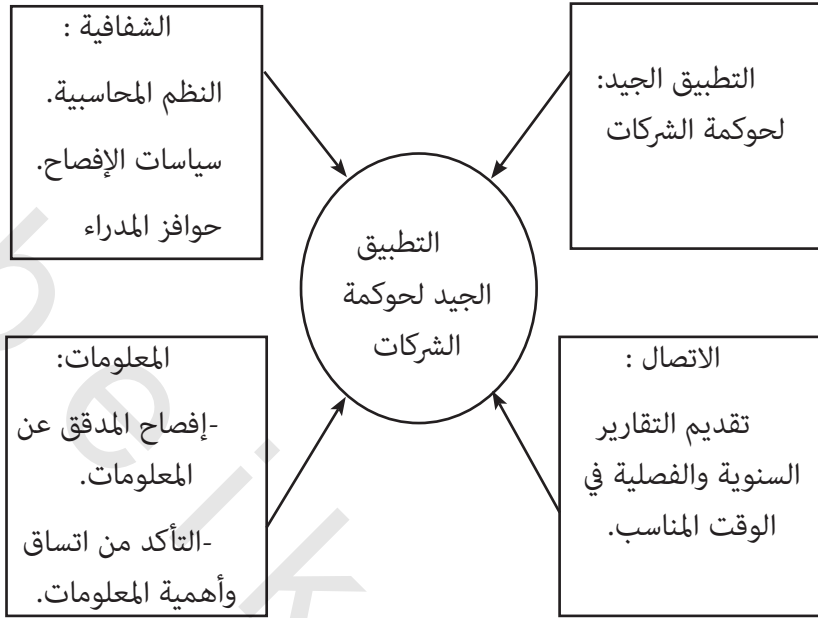 التطبيق الجيد:
لحوكمة الشركات
الشفافية :
النظم المحاسبية.
سياسات الإفصاح.
حوافز المدراء
التطبيق
الجيد لحوكمة
الشركات
الاتصال :
تقديم التقارير
السنوية والفصلية في
الوقت المناسب.
المعلومات:
-إفصاح المدقق عن
المعلومات.
-التأكد من اتساق
وأهمية المعلومات.